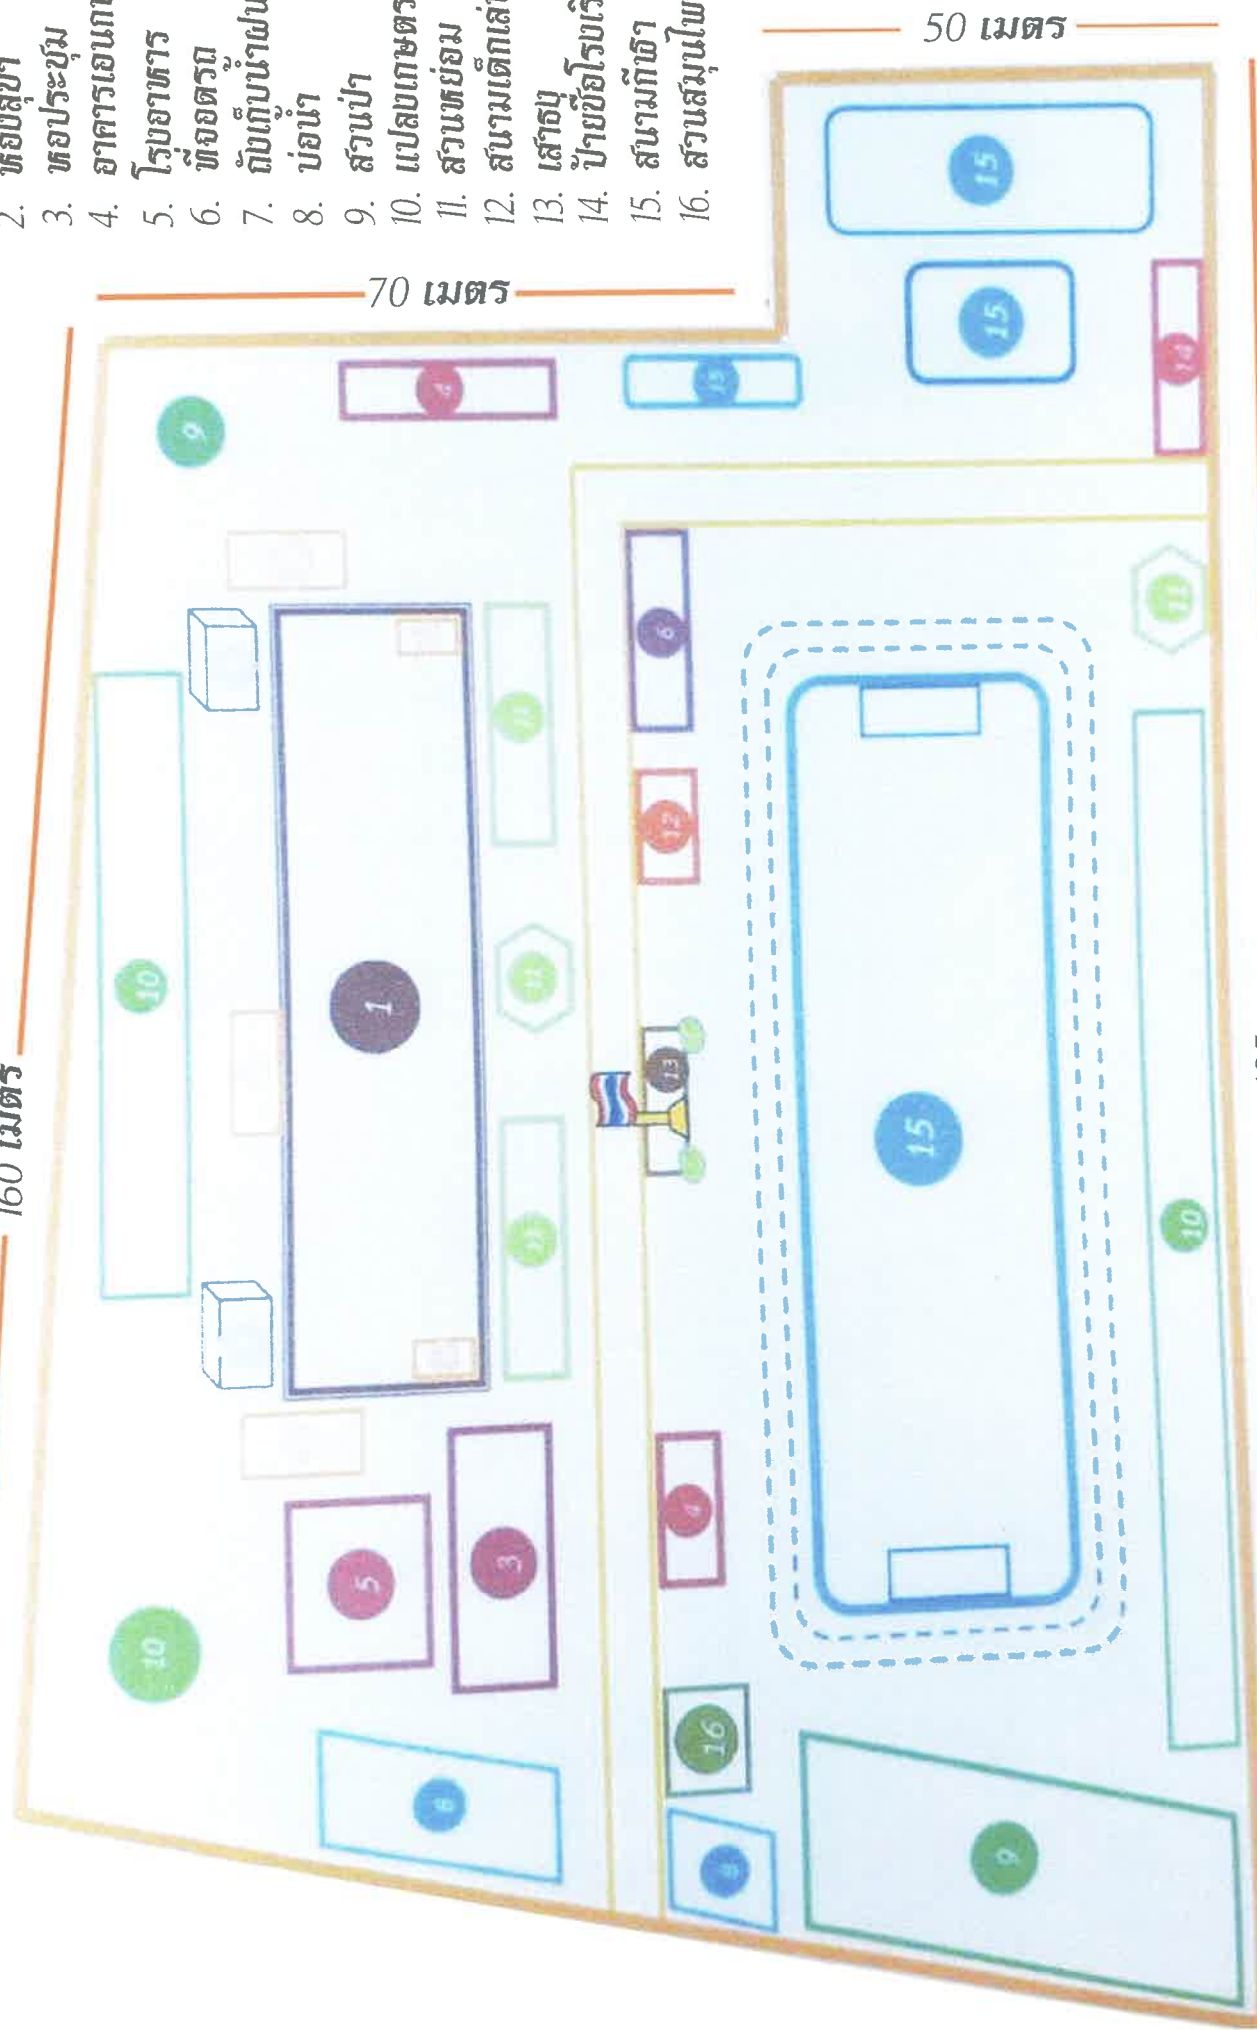 2. ห้องสุขา
3. หอประชุม
4. อาคารเอนก
5. โรงอาหาร
6. ที่จอดรถ
7. ถังเก็บน้ำฝน
8. บ่อน้ำ
9. สวนป่า
10. แปลงเกษตร
11. สวนหย่อม
12. สนามเด็กเล่
13. เสาธง
14. ป้ายชื่อโรงเรี
15. สนามกีฬา
16. สวนสมุนไพ
160 เมตร
70 เมตร
50 เมตร
10
10
9
5
1
4
8
3
11
11
11
15
4
13
12
6
16
8
15
15
15
9
10
11
14